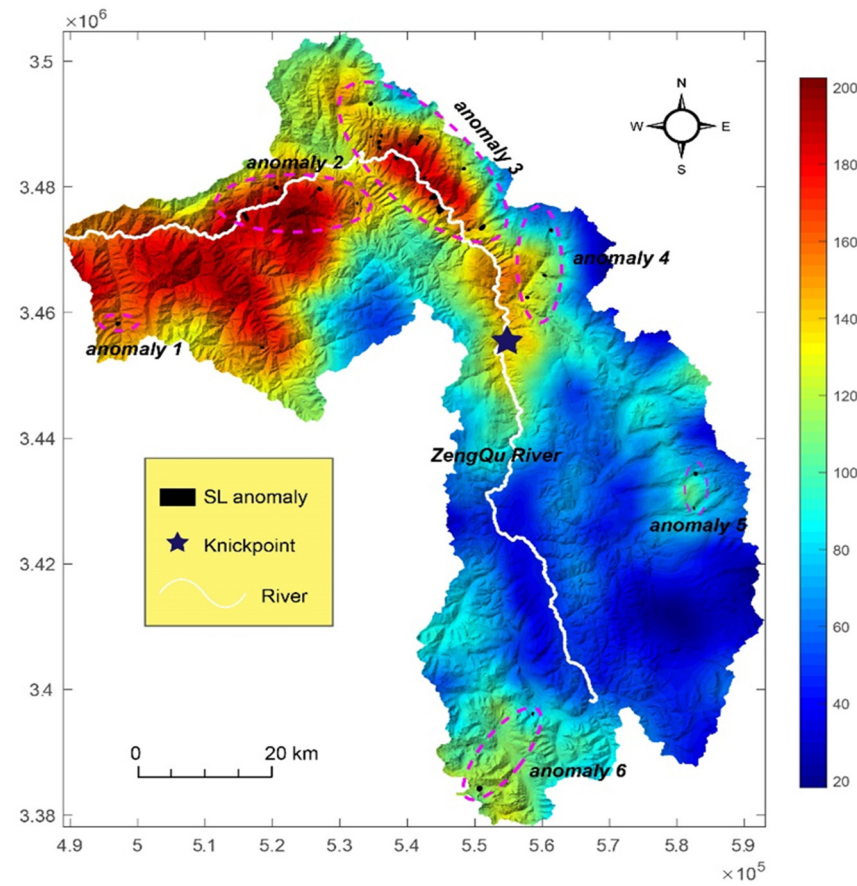 ×10⁶
3.5
3.48
3.46
3.44
3.42
3.4
3.38
N
W E
S
anomaly 3
anomaly 2
anomaly 4
anomaly 1
ZengQu River
anomaly 5
anomaly 6
SL anomaly
Knickpoint
River
0 20 km
200
180
160
140
120
100
80
60
40
20
4.9 5 5.1 5.2 5.3 5.4 5.5 5.6 5.7 5.8 5.9
×10⁵